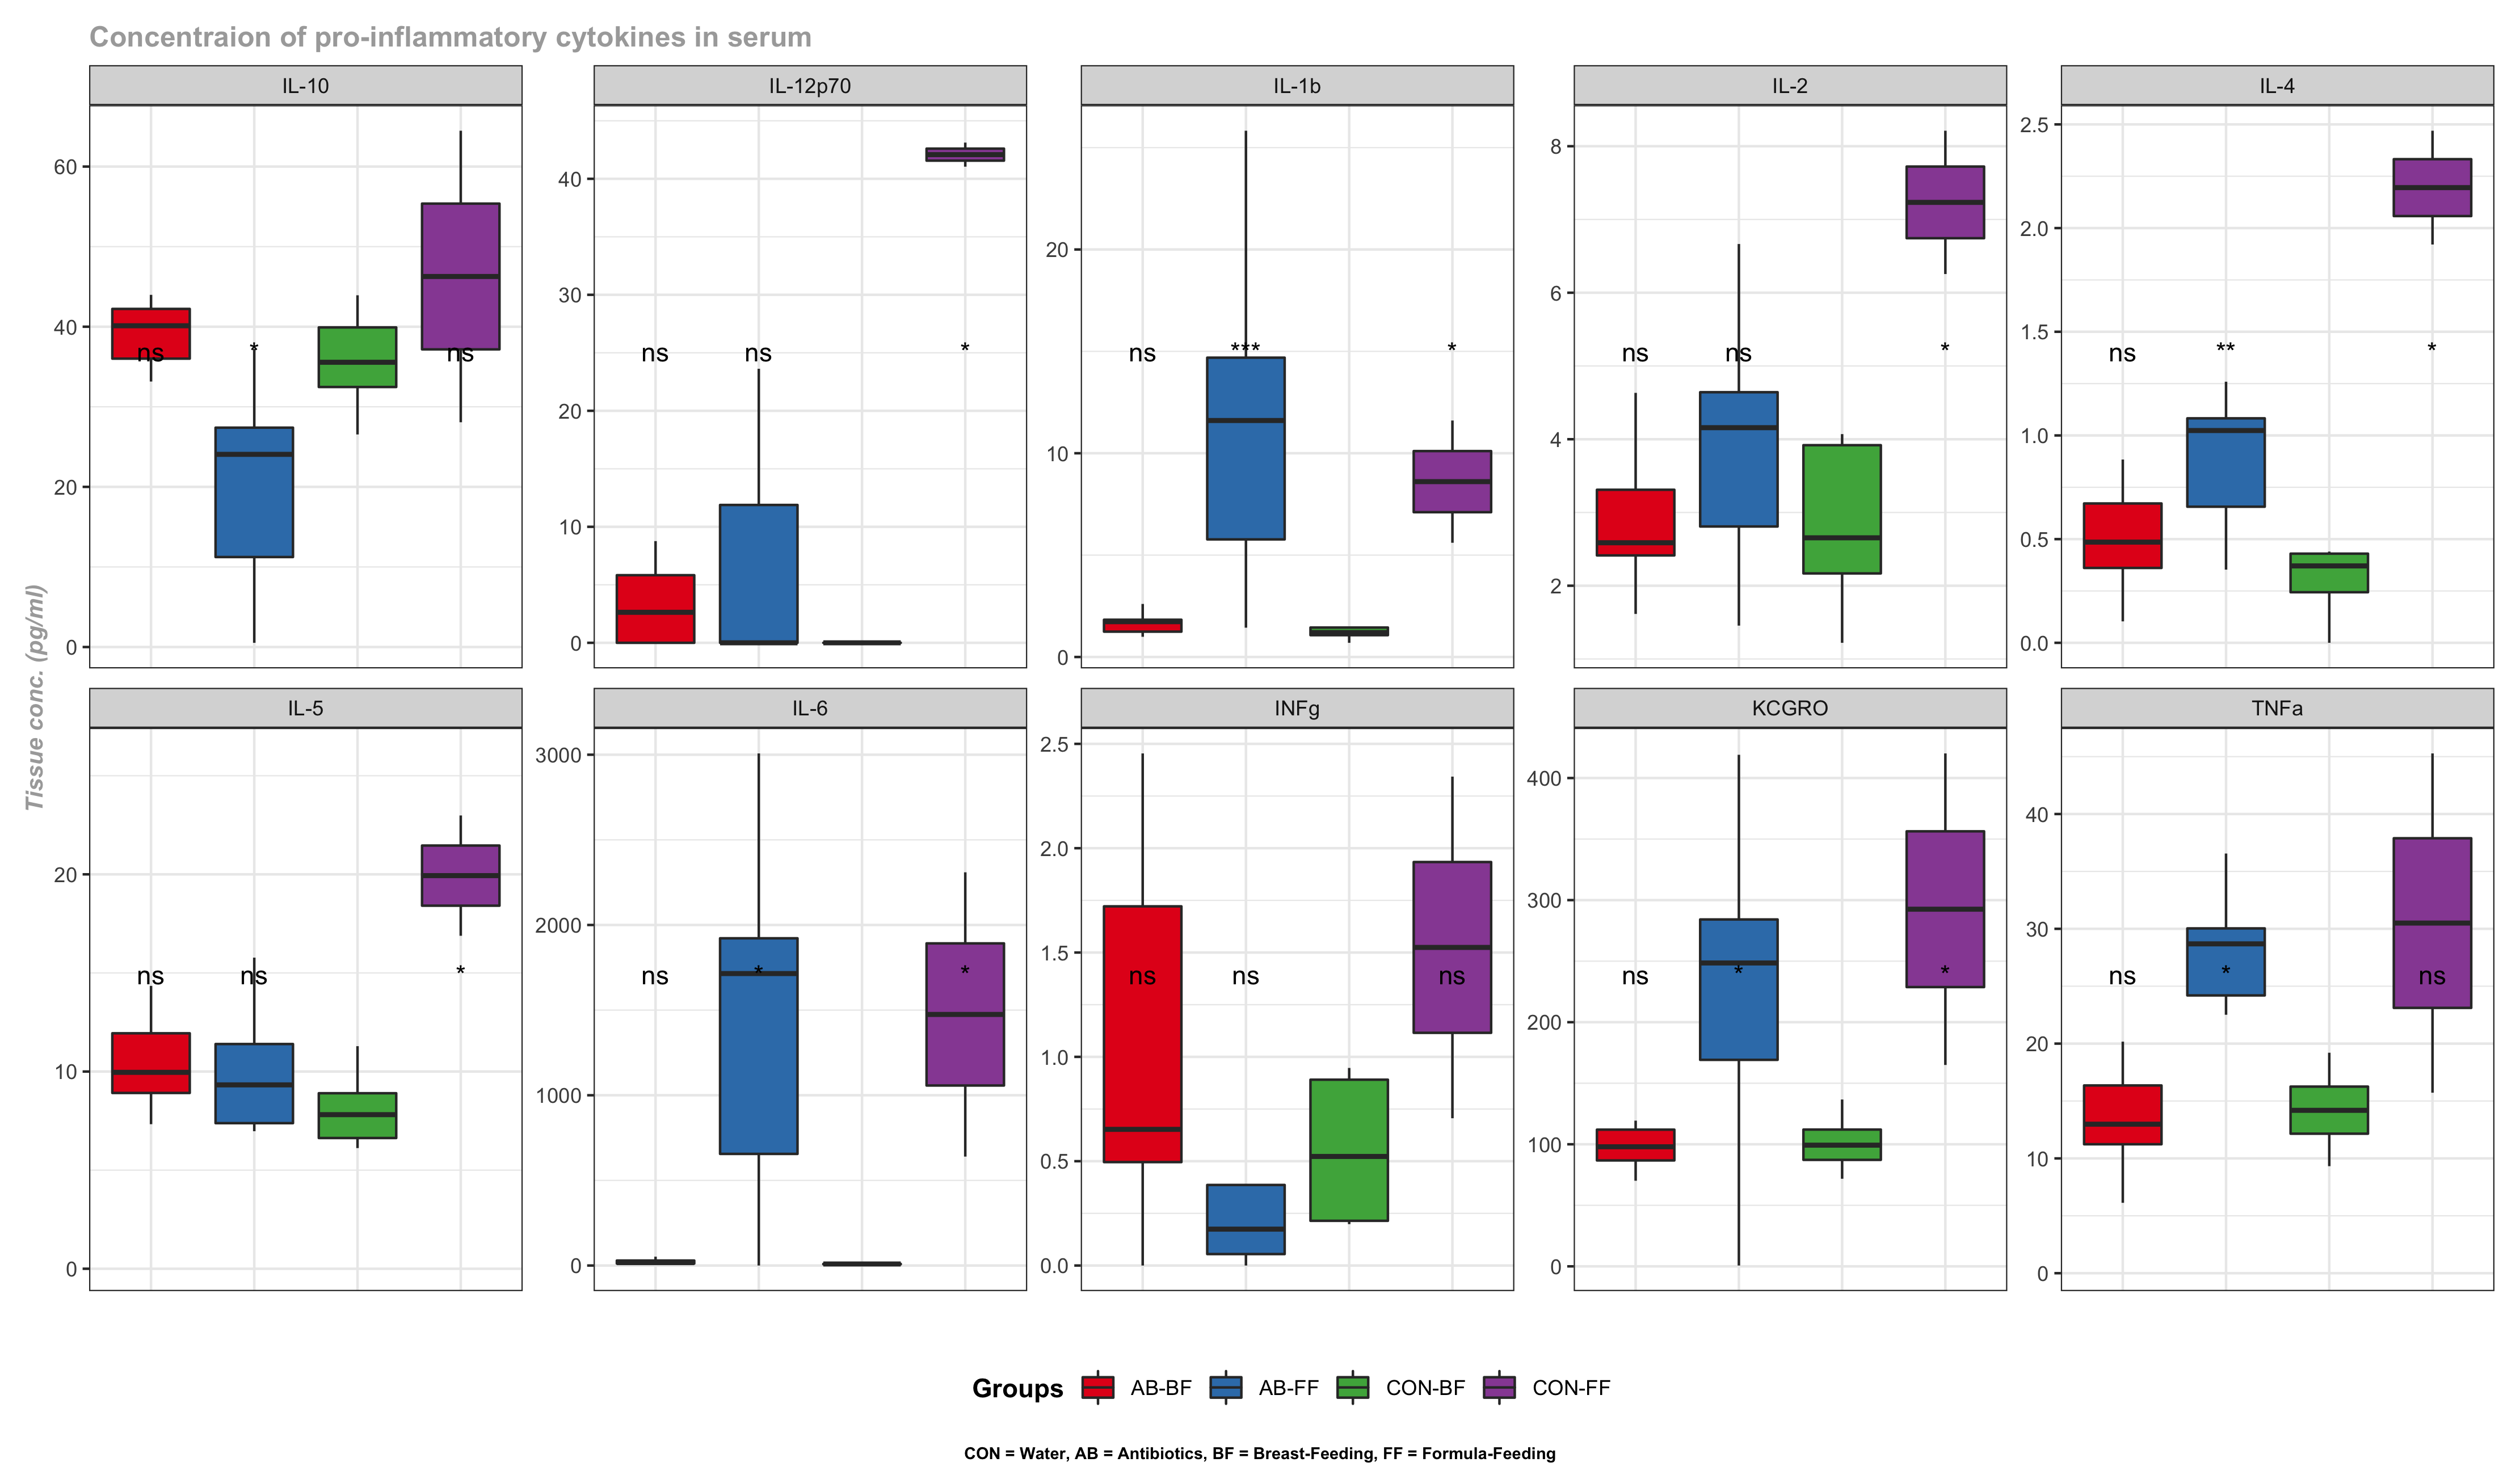 Concentraion of pro-inflammatory cytokines in serum
Tissue conc. (pg/ml)
IL-10
60
40
20
0
ns
*
ns
IL-12p70
40
30
20
10
0
ns
ns
*
IL-1b
20
10
0
ns
***
*
IL-2
8
6
4
2
ns
ns
*
IL-4
2.5
2.0
1.5
1.0
0.5
0.0
ns
**
*
IL-5
20
10
0
ns
ns
*
IL-6
3000
2000
1000
0
ns
*
*
INFg
2.5
2.0
1.5
1.0
0.5
0.0
ns
ns
ns
KCGRO
400
300
200
100
0
ns
*
*
TNFa
40
30
20
10
0
ns
*
ns
Groups AB-BF AB-FF CON-BF CON-FF
CON = Water, AB = Antibiotics, BF = Breast-Feeding, FF = Formula-Feeding